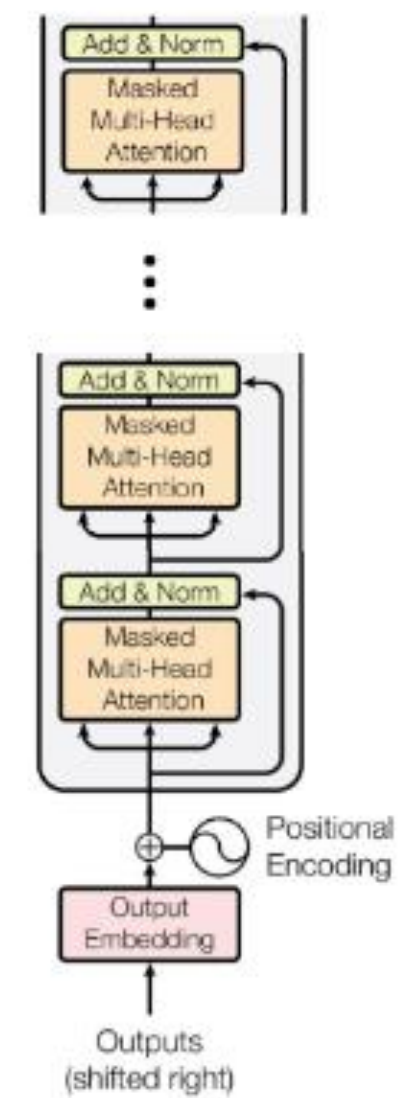 Add & Norm
Masked
Multi-Head
Attention
Add & Norm
Masked
Multi-Head
Attention
Add & Norm
Masked
Multi-Head
Attention
Positional
Encoding
Output
Embedding
Outputs
(shifted right)